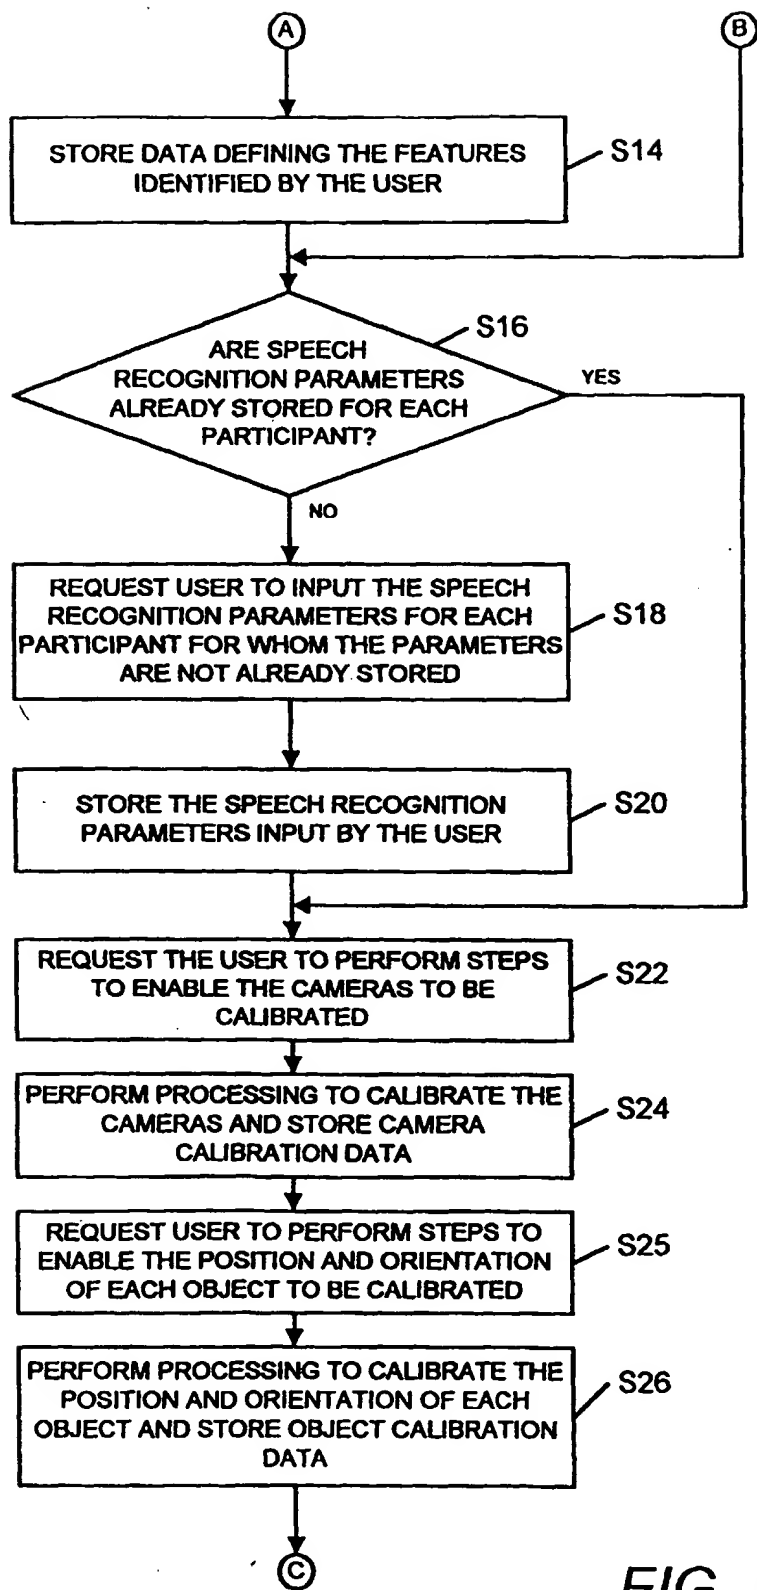 A
B
STORE DATA DEFINING THE FEATURES
IDENTIFIED BY THE USER
S14
S16
ARE SPEECH
RECOGNITION PARAMETERS
ALREADY STORED FOR EACH
PARTICIPANT?
YES
NO
REQUEST USER TO INPUT THE SPEECH
RECOGNITION PARAMETERS FOR EACH
PARTICIPANT FOR WHOM THE PARAMETERS
ARE NOT ALREADY STORED
S18
STORE THE SPEECH RECOGNITION
PARAMETERS INPUT BY THE USER
S20
REQUEST THE USER TO PERFORM STEPS
TO ENABLE THE CAMERAS TO BE
CALIBRATED
S22
PERFORM PROCESSING TO CALIBRATE THE
CAMERAS AND STORE CAMERA
CALIBRATION DATA
S24
REQUEST USER TO PERFORM STEPS TO
ENABLE THE POSITION AND ORIENTATION
OF EACH OBJECT TO BE CALIBRATED
S25
PERFORM PROCESSING TO CALIBRATE THE
POSITION AND ORIENTATION OF EACH
OBJECT AND STORE OBJECT CALIBRATION
DATA
S26
C
FIG